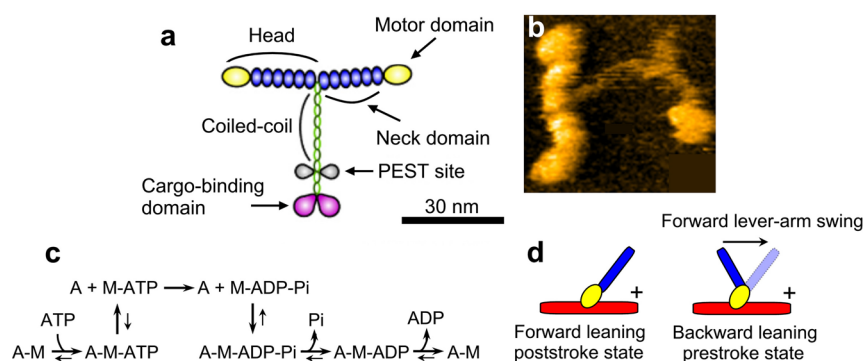 a
Head
Motor domain
Coiled-coil
Neck domain
PEST site
Cargo-binding
domain
30 nm
b
c
A + M-ATP → A + M-ADP-Pi
ATP
Pi
ADP
A-M ⇌ A-M-ATP
A-M-ADP-Pi ⇌ A-M-ADP ⇌ A-M
d
Forward lever-arm swing
+
+
Forward leaning
poststroke state
Backward leaning
prestroke state